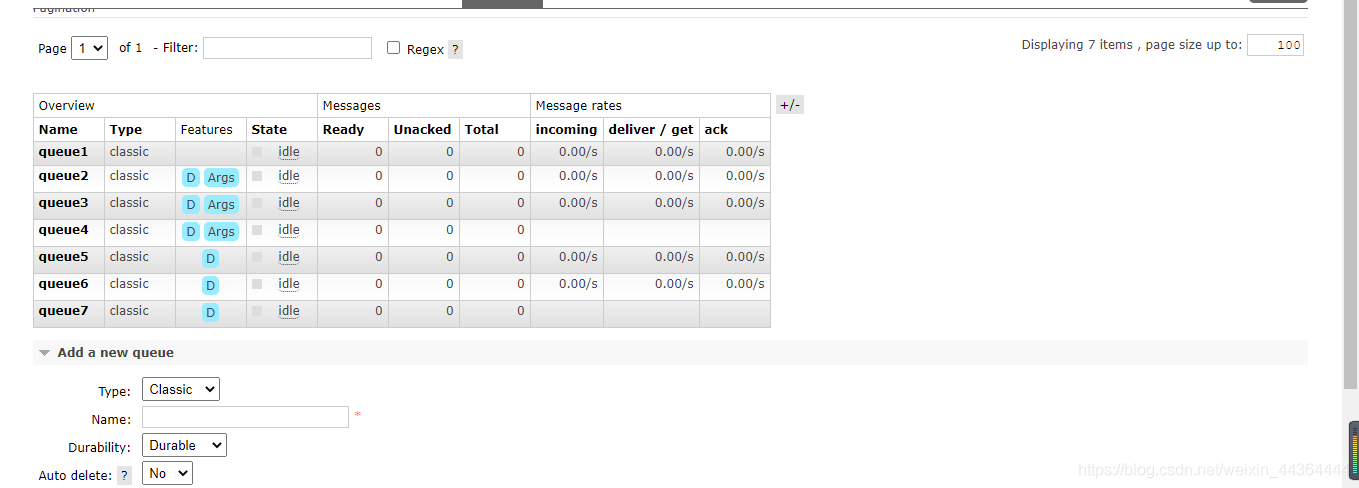 Pagination
Page 1 of 1 - Filter: Regex ? Displaying 7 items , page size up to: 100
Overview Messages Message rates +/-
Name Type Features State Ready Unacked Total incoming deliver / get ack
queue1 classic idle 0 0 0 0.00/s 0.00/s 0.00/s
queue2 classic D Args idle 0 0 0 0.00/s 0.00/s 0.00/s
queue3 classic D Args idle 0 0 0 0.00/s 0.00/s 0.00/s
queue4 classic D Args idle 0 0 0
queue5 classic D idle 0 0 0 0.00/s 0.00/s 0.00/s
queue6 classic D idle 0 0 0 0.00/s 0.00/s 0.00/s
queue7 classic D idle 0 0 0
Add a new queue
Type: Classic
Name: *
Durability: Durable
Auto delete: ? No